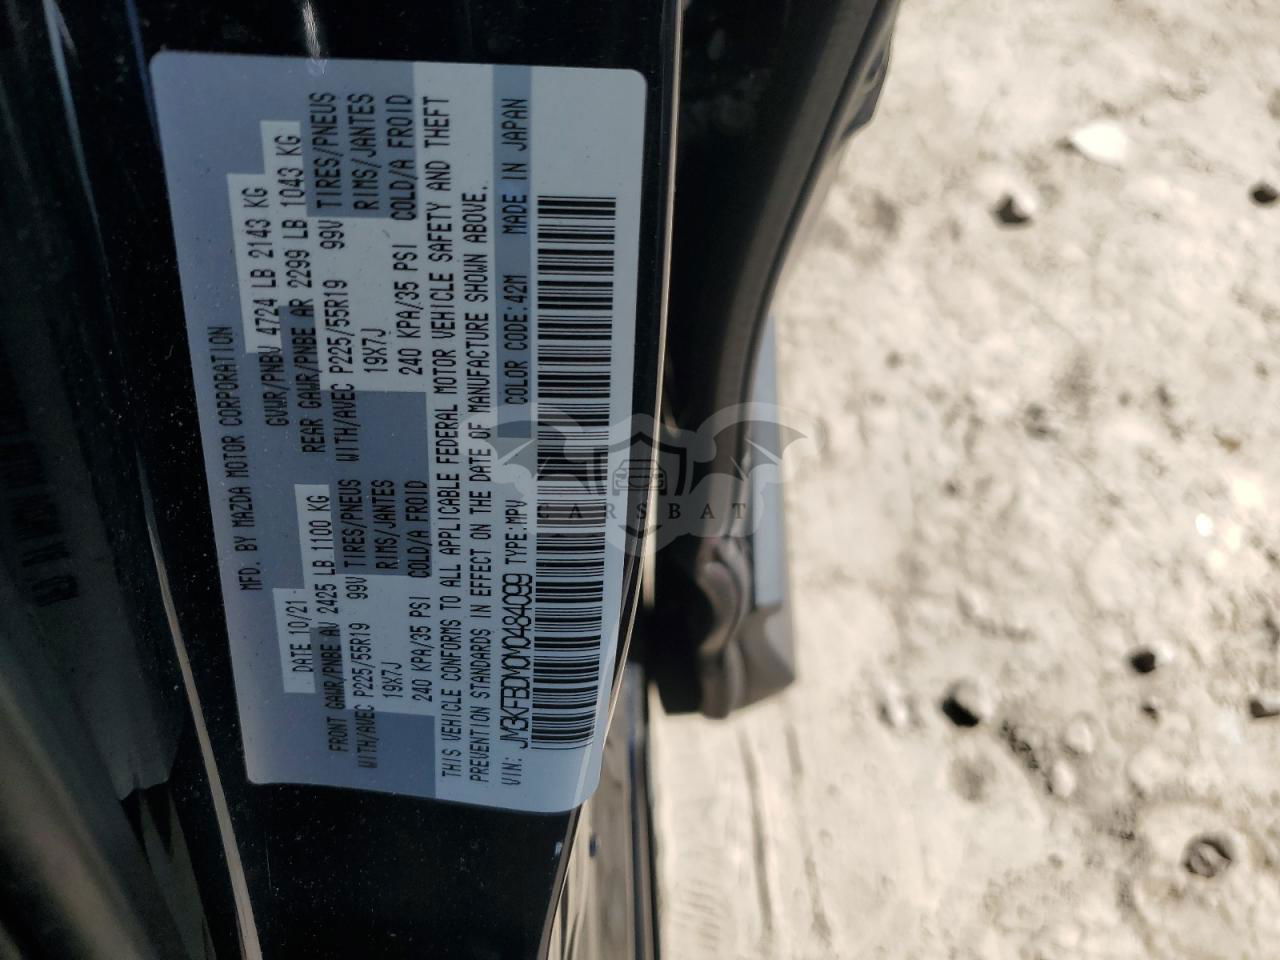 MFD. BY MAZDA MOTOR CORPORATION
DATE 10/21 GVWR/PNBV 4724 LB 2143 KG
FRONT GAWR/PNBE AV 2425 LB 1100 KG REAR GAWR/PNBE AR 2299 LB 1043 KG
WITH/AVEC P225/55R19 99V TIRES/PNEUS WITH/AVEC P225/55R19 99V TIRES/PNEUS
19X7J RIMS/JANTES 19X7J RIMS/JANTES
240 KPA/35 PSI COLD/A FROID 240 KPA/35 PSI COLD/A FROID
THIS VEHICLE CONFORMS TO ALL APPLICABLE FEDERAL MOTOR VEHICLE SAFETY AND THEFT
PREVENTION STANDARDS IN EFFECT ON THE DATE OF MANUFACTURE SHOWN ABOVE.
VIN: JM3KFBDM0M0484099 TYPE:MPV COLOR CODE:42M MADE IN JAPAN
CARSBAT